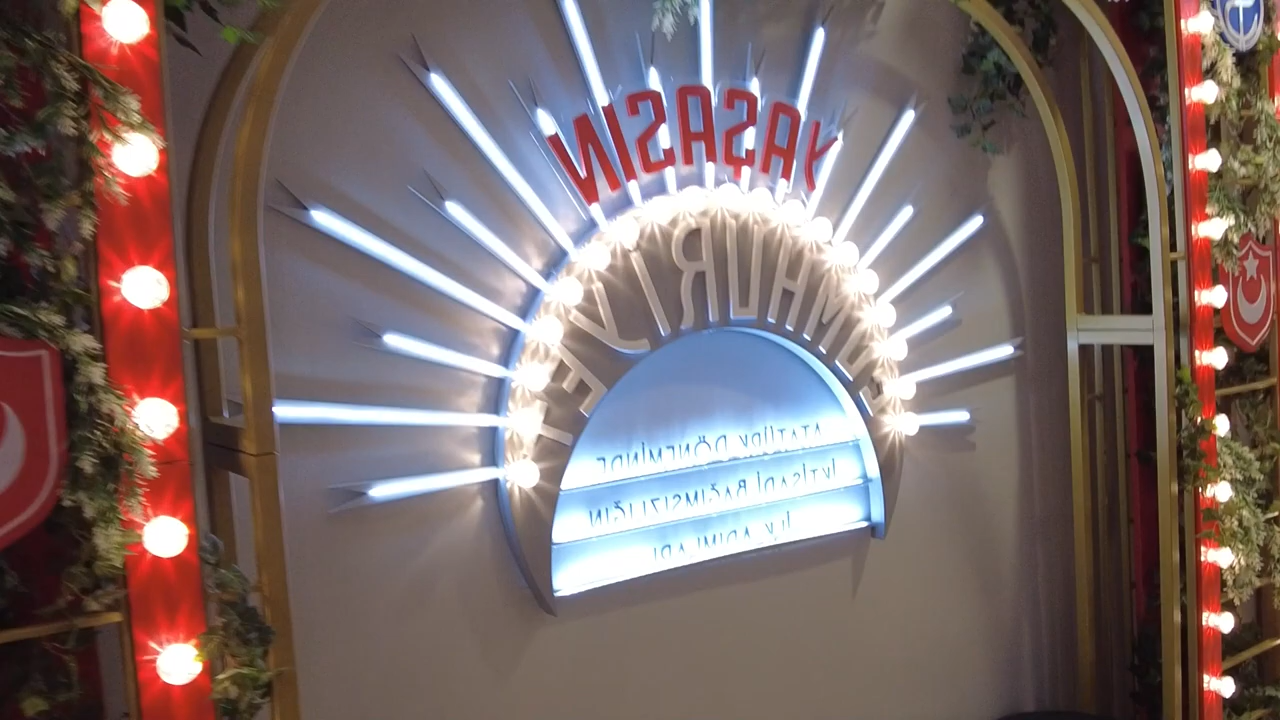 YAŞASIN
CUMHURİYET
ATATÜRK DÖNEMİNDE
İKTİSADİ BAĞIMSIZLIĞIN
İLK ADIMLARI